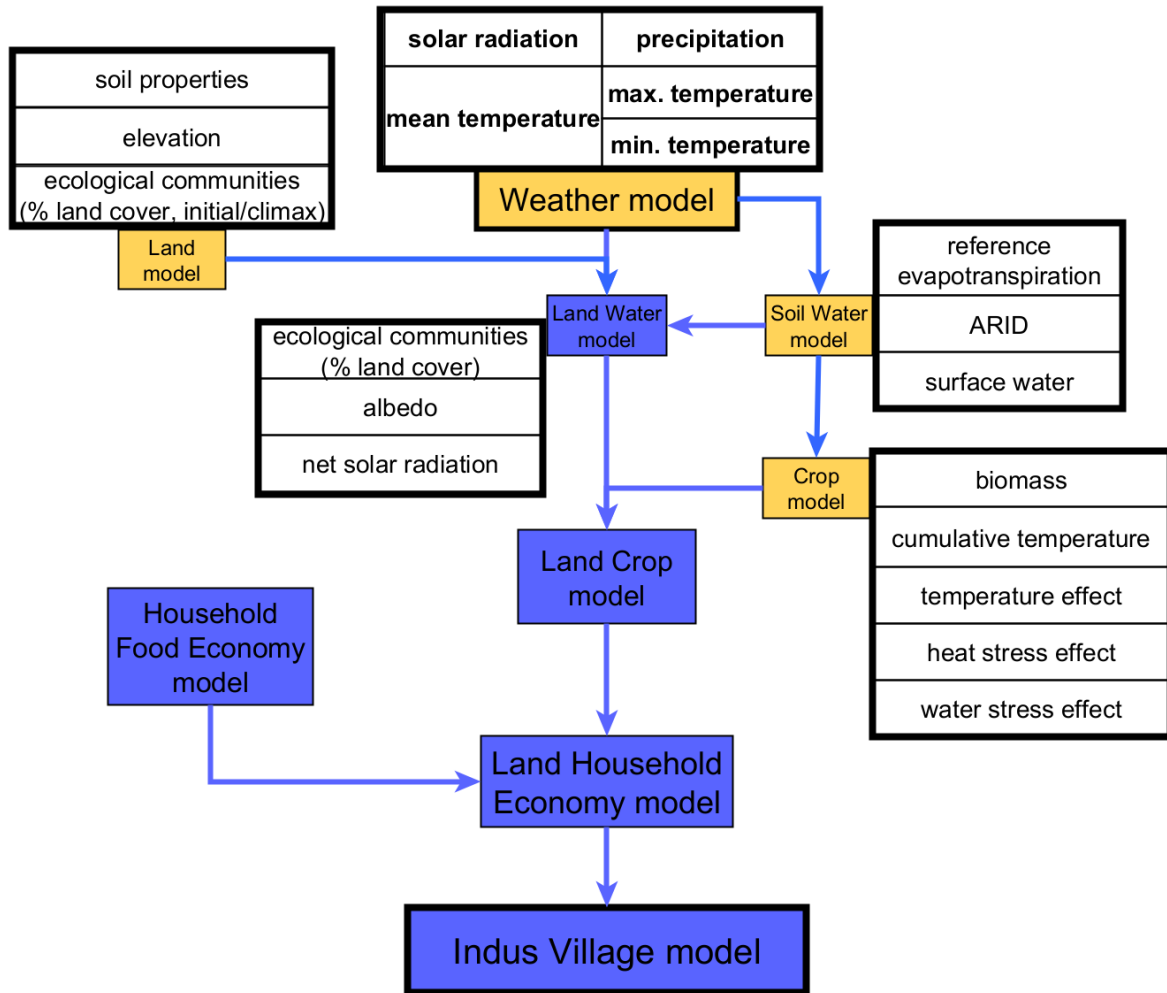 solar radiation
precipitation
mean temperature
max. temperature
min. temperature
Weather model
soil properties
elevation
ecological communities
(% land cover, initial/climax)
Land
model
reference
evapotranspiration
ARID
surface water
Soil Water
model
Land Water
model
ecological communities
(% land cover)
albedo
net solar radiation
Crop
model
biomass
cumulative temperature
temperature effect
heat stress effect
water stress effect
Land Crop
model
Household
Food Economy
model
Land Household
Economy model
Indus Village model